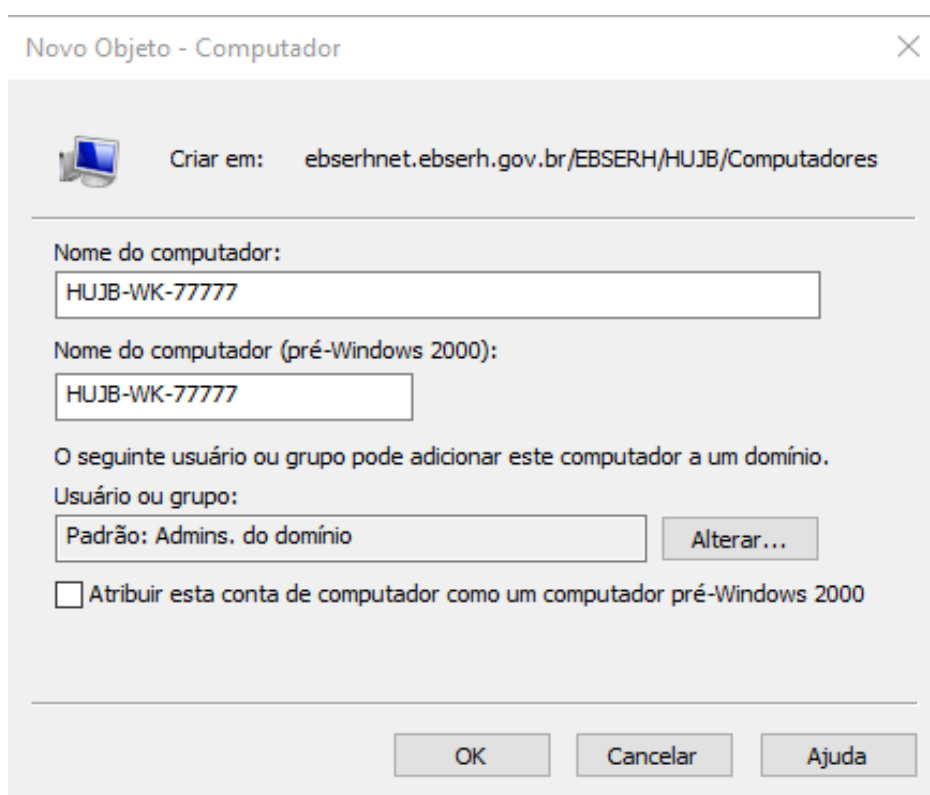 Novo Objeto - Computador
Criar em: ebserhnet.ebserh.gov.br/EBSERH/HUJB/Computadores
Nome do computador:
HUJB-WK-77777
Nome do computador (pré-Windows 2000):
HUJB-WK-77777
O seguinte usuário ou grupo pode adicionar este computador a um domínio.
Usuário ou grupo:
Padrão: Admins. do domínio
Alterar...
Atribuir esta conta de computador como um computador pré-Windows 2000
OK Cancelar Ajuda